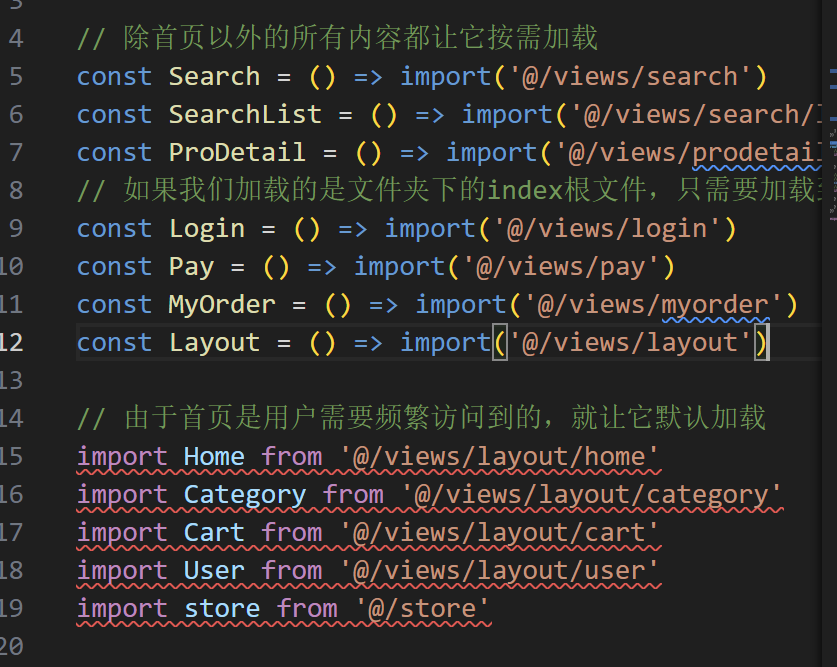 4 // 除首页以外的所有内容都让它按需加载
5 const Search = () => import('@/views/search')
6 const SearchList = () => import('@/views/search/
7 const ProDetail = () => import('@/views/prodetail
8 // 如果我们加载的是文件夹下的index根文件，只需要加载
9 const Login = () => import('@/views/login')
10 const Pay = () => import('@/views/pay')
11 const MyOrder = () => import('@/views/myorder')
12 const Layout = () => import('@/views/layout')
13
14 // 由于首页是用户需要频繁访问到的，就让它默认加载
15 import Home from '@/views/layout/home'
16 import Category from '@/views/layout/category'
17 import Cart from '@/views/layout/cart'
18 import User from '@/views/layout/user'
19 import store from '@/store'
20